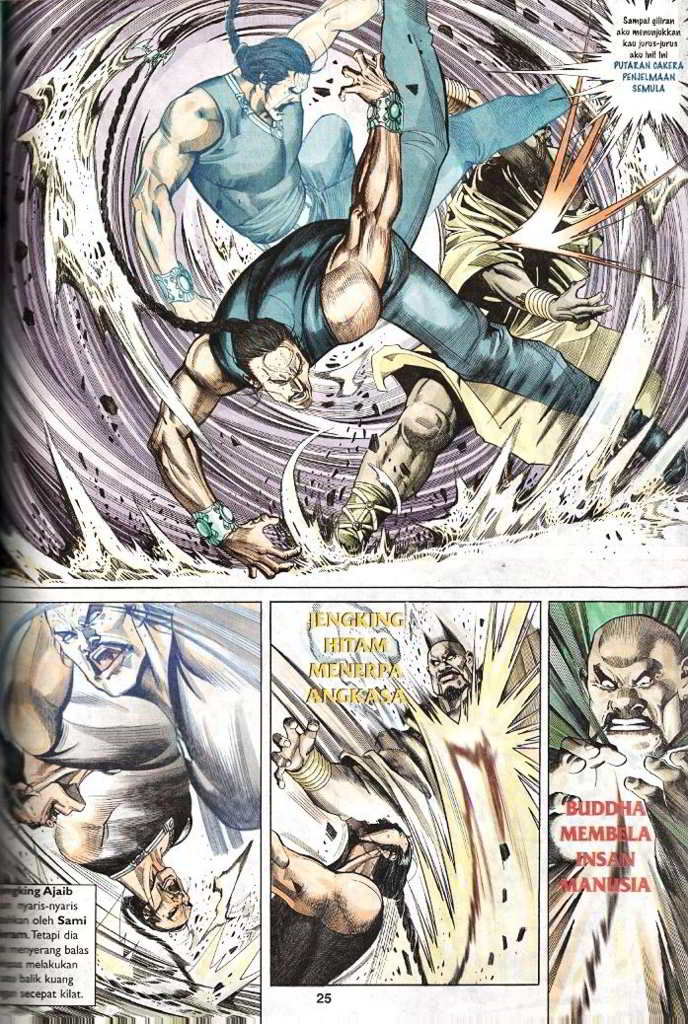 Sampai giliran
aku menunjukkan
kau jurus-jurus
aku ini! Ini
PUTARAN CAKERA
PENJELMAAN
SEMULA
JENGKING
HITAM
MENERPA
ANGKASA
BUDDHA
MEMBELA
INSAN
MANUSIA
Ajaib
nyaris-nyaris
oleh Sami
Tetapi dia
menyerang balas
melakukan
balik kuang
secepat kilat.
25